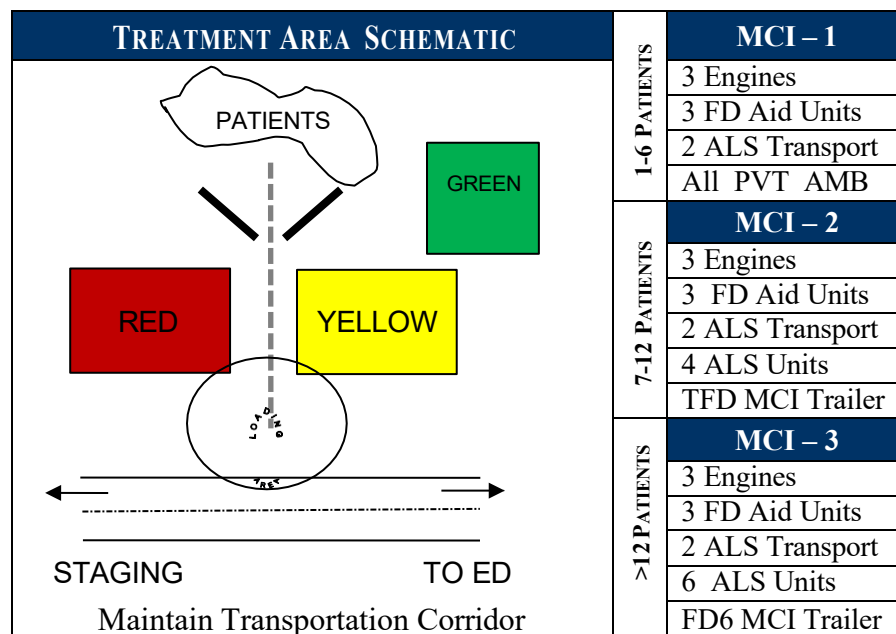 TREATMENT AREA SCHEMATIC
PATIENTS
GREEN
RED
YELLOW
LOADING
AREA
STAGING
TO ED
Maintain Transportation Corridor
1-6 PATIENTS
MCI – 1
3 Engines
3 FD Aid Units
2 ALS Transport
All PVT AMB
7-12 PATIENTS
MCI – 2
3 Engines
3 FD Aid Units
2 ALS Transport
4 ALS Units
TFD MCI Trailer
>12 PATIENTS
MCI – 3
3 Engines
3 FD Aid Units
2 ALS Transport
6 ALS Units
FD6 MCI Trailer